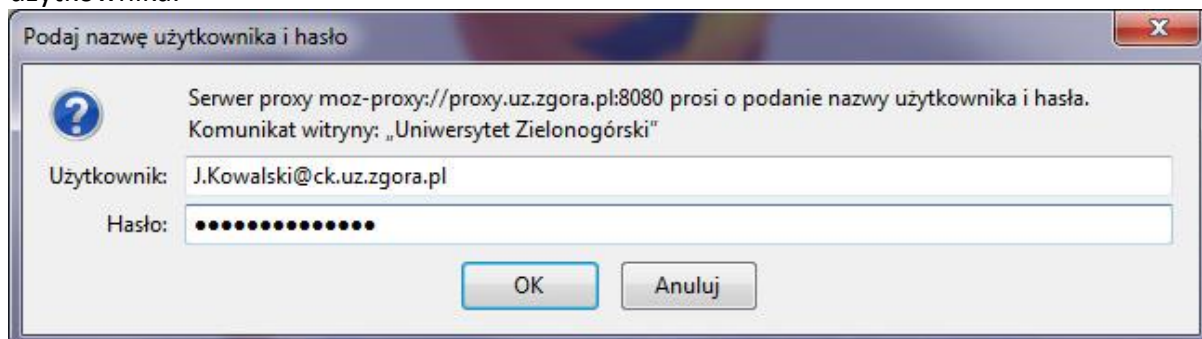 Podaj nazwę użytkownika i hasło
Serwer proxy moz-proxy://proxy.uz.zgora.pl:8080 prosi o podanie nazwy użytkownika i hasła.
Komunikat witryny: „Uniwersytet Zielonogórski”
Użytkownik: J.Kowalski@ck.uz.zgora.pl
Hasło: ••••••••••••••
OK Anuluj